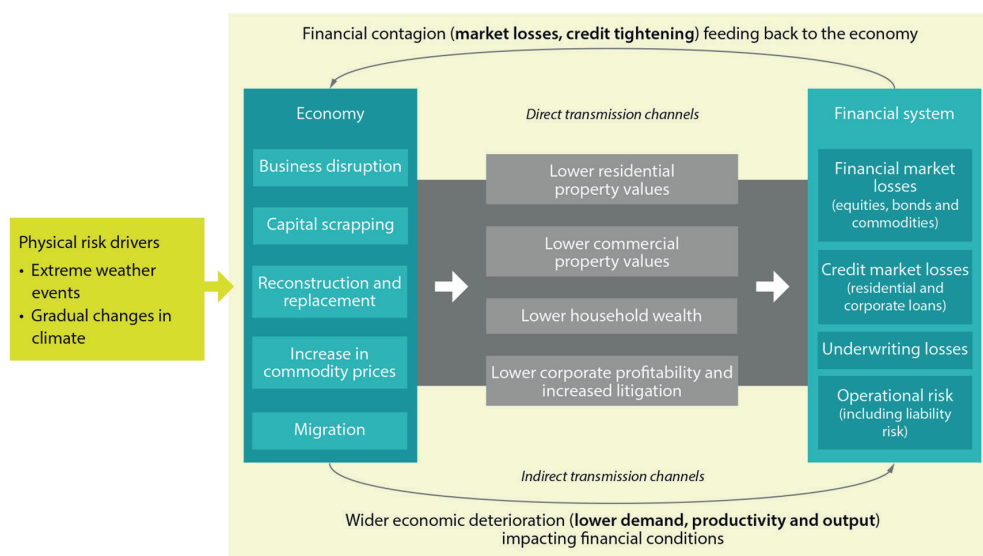 Financial contagion (market losses, credit tightening) feeding back to the economy
Economy
Direct transmission channels
Financial system
Business disruption
Capital scrapping
Reconstruction and
replacement
Increase in
commodity prices
Migration
Physical risk drivers
• Extreme weather
events
• Gradual changes in
climate
Lower residential
property values
Lower commercial
property values
Lower household wealth
Lower corporate profitability and
increased litigation
Financial market
losses
(equities, bonds and
commodities)
Credit market losses
(residential and
corporate loans)
Underwriting losses
Operational risk
(including liability
risk)
Indirect transmission channels
Wider economic deterioration (lower demand, productivity and output)
impacting financial conditions